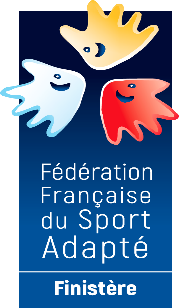 Fédération
Française
du Sport
Adapté
Finistère